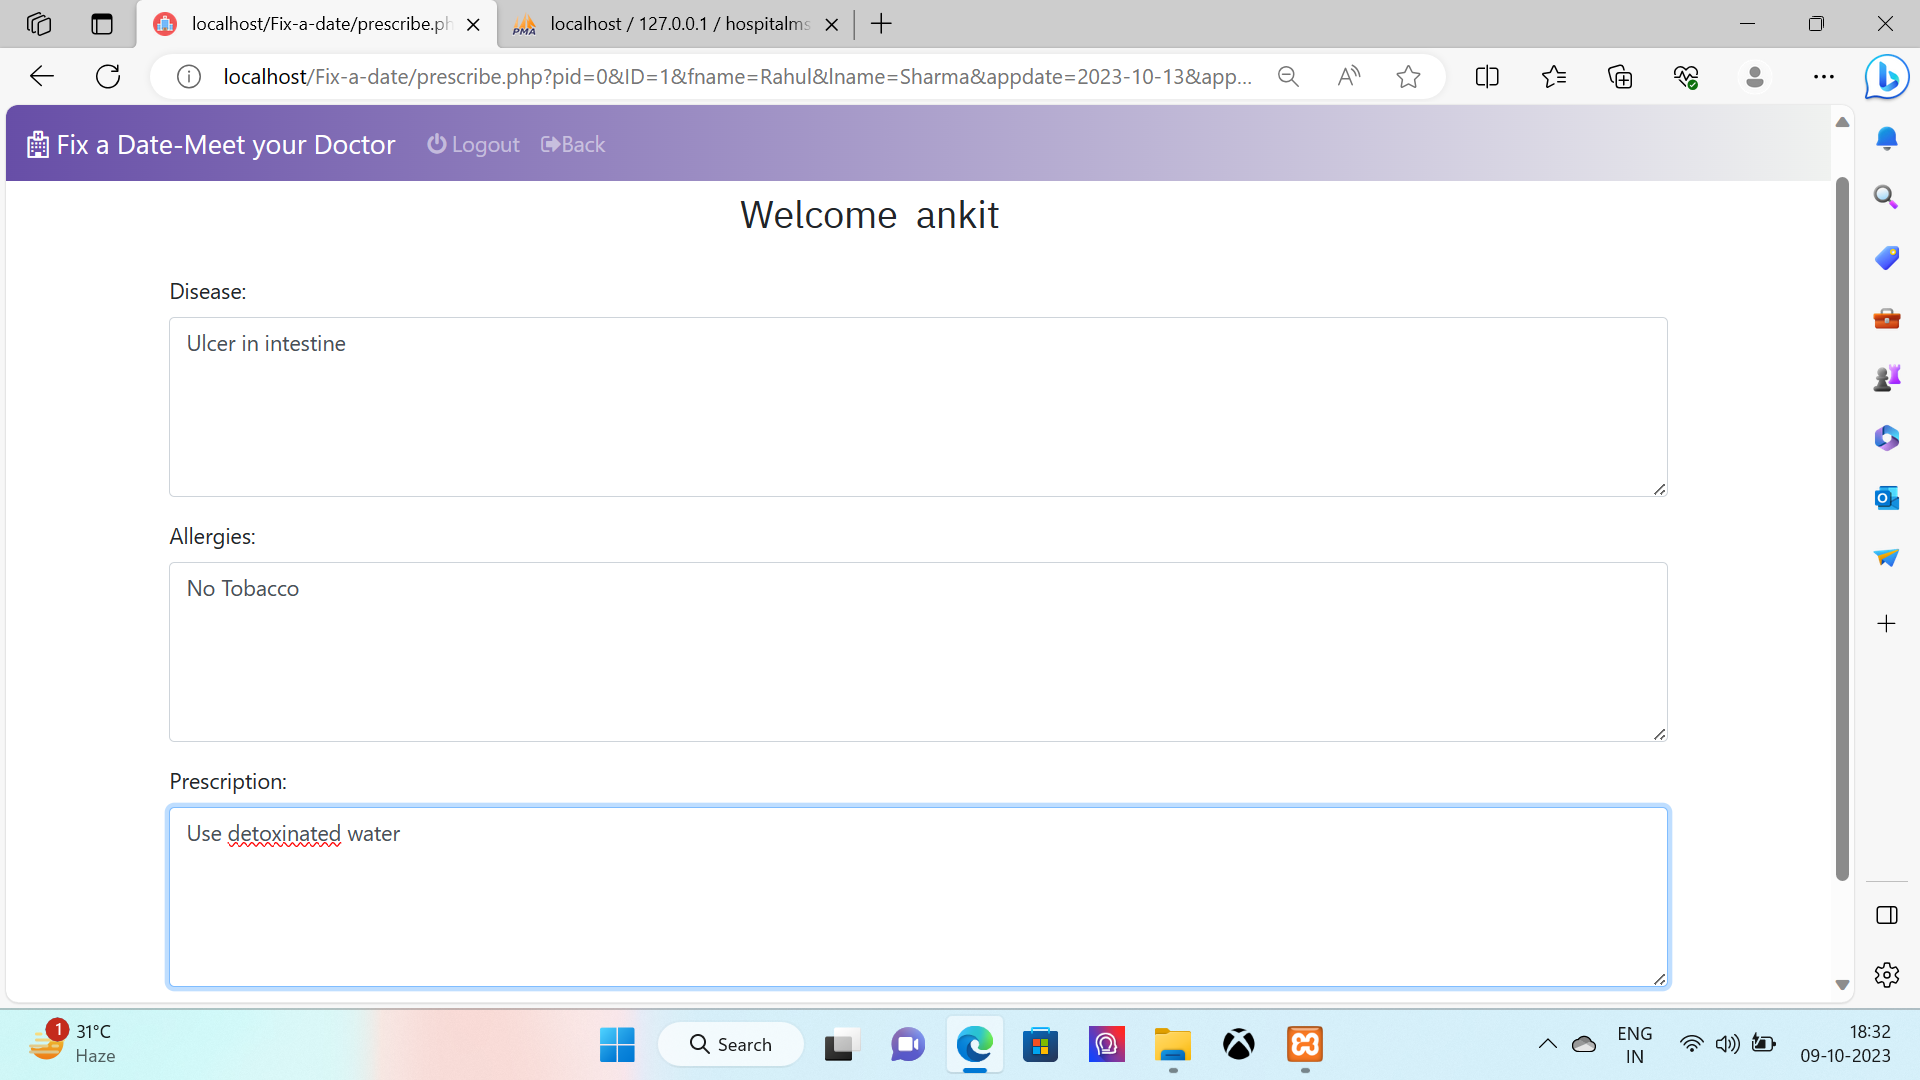 localhost/Fix-a-date/prescribe.ph
PMA
localhost / 127.0.0.1 / hospitalms
localhost/Fix-a-date/prescribe.php?pid=0&ID=1&fname=Rahul&lname=Sharma&appdate=2023-10-13&app...
Fix a Date-Meet your Doctor
Logout
Back
Welcome ankit
Disease:
Ulcer in intestine
Allergies:
No Tobacco
Prescription:
Use detoxinated water
1
31°C
Haze
Search
ENG
IN
18:32
09-10-2023